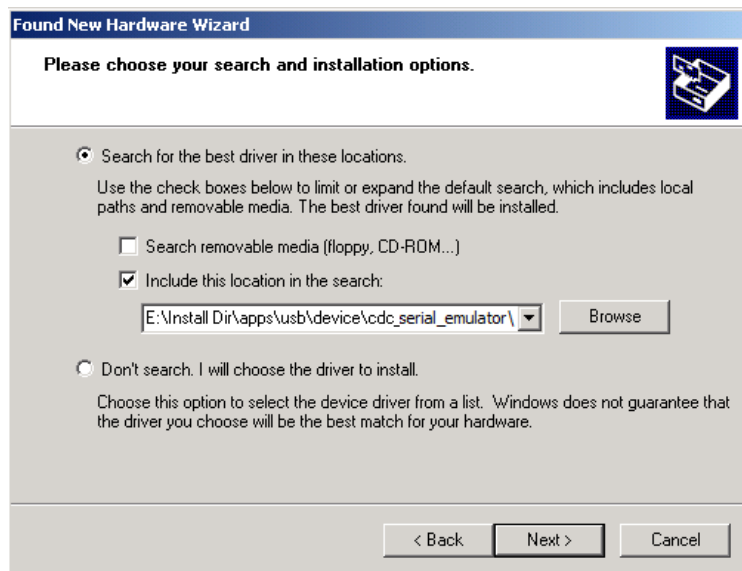 Found New Hardware Wizard
Please choose your search and installation options.
Search for the best driver in these locations.
Use the check boxes below to limit or expand the default search, which includes local
paths and removable media. The best driver found will be installed.
Search removable media (floppy, CD-ROM...)
Include this location in the search:
E:\Install Dir\apps\usb\device\cdc_serial_emulator\
Browse
Don't search. I will choose the driver to install.
Choose this option to select the device driver from a list. Windows does not guarantee that
the driver you choose will be the best match for your hardware.
< Back
Next >
Cancel